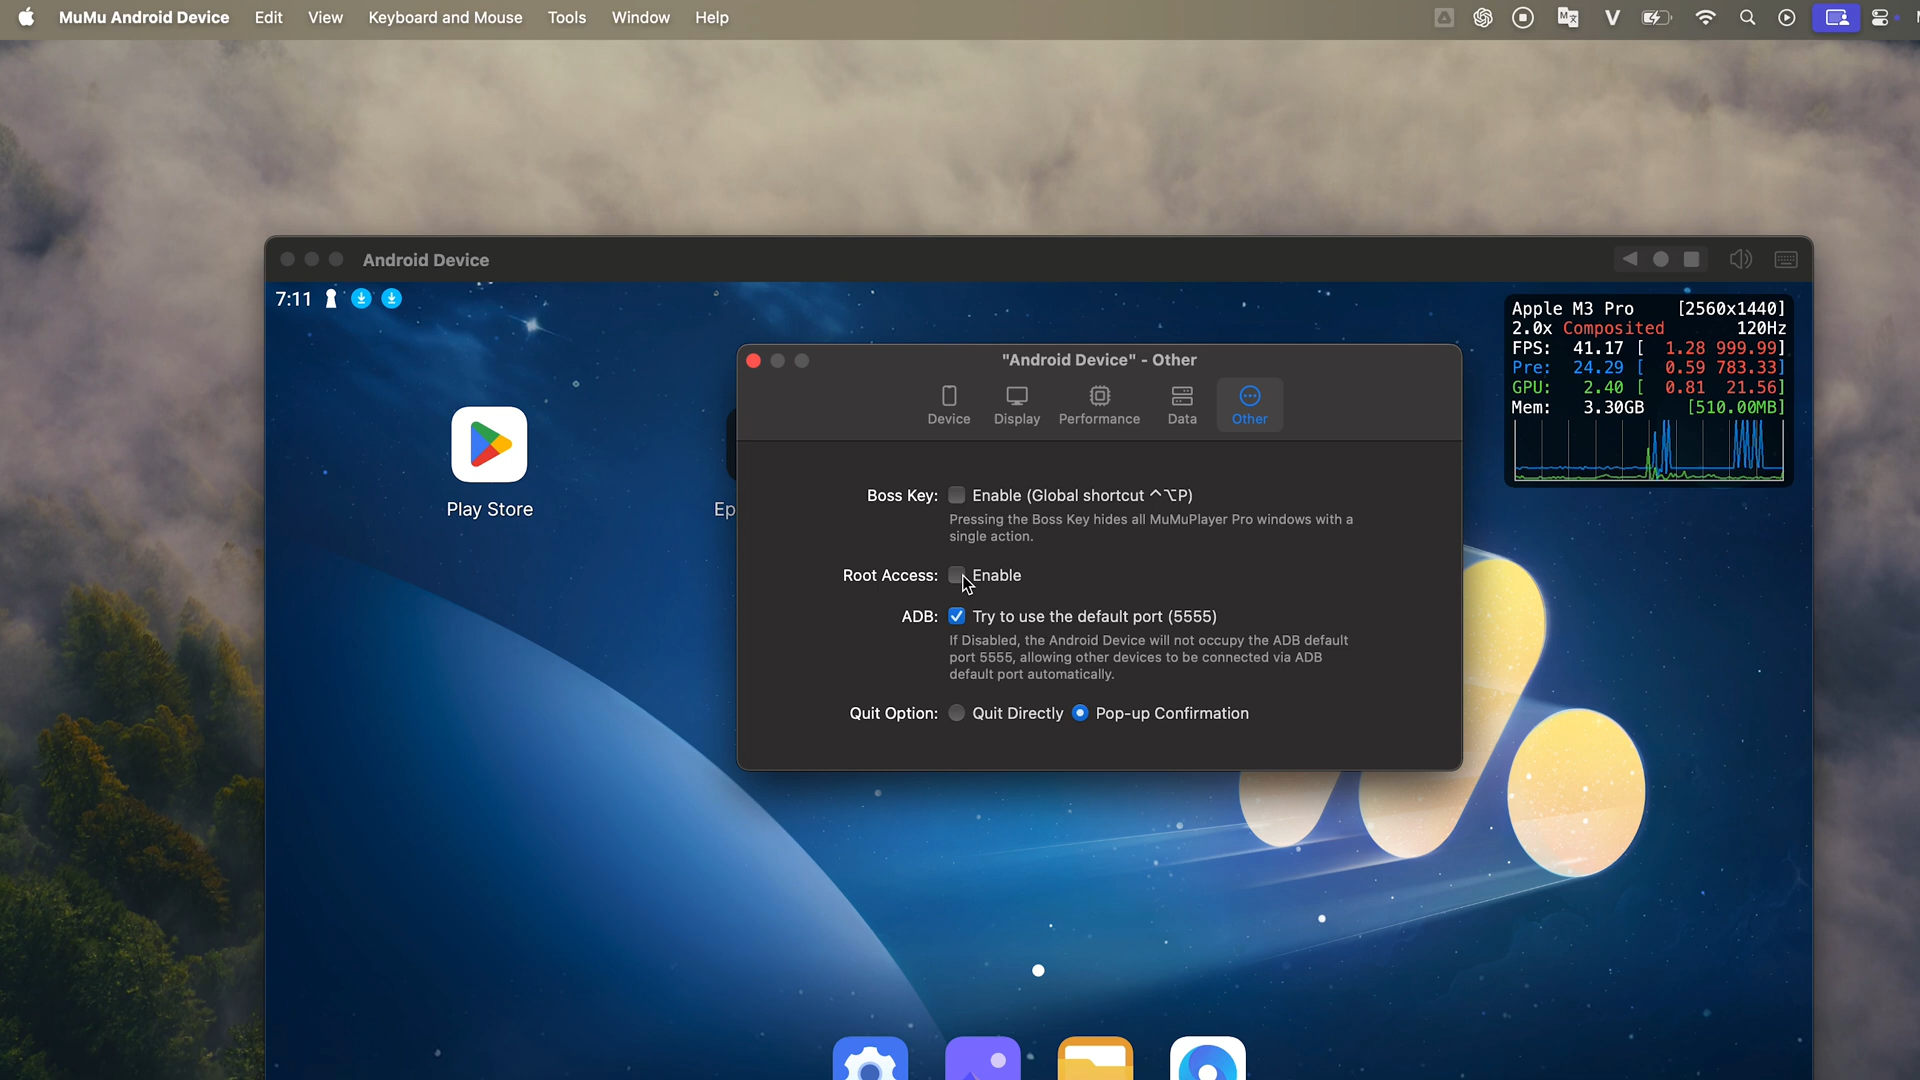 MuMu Android Device Edit View Keyboard and Mouse Tools Window Help
Android Device
7:11
Apple M3 Pro [2560x1440]
2.0x Composited 120Hz
FPS: 41.17 [ 1.28 999.99]
Pre: 24.29 [ 0.59 783.33]
GPU: 2.40 [ 0.81 21.56]
Mem: 3.30GB [510.00MB]
Play Store
Ep
"Android Device" - Other
Device Display Performance Data Other
Boss Key: Enable (Global shortcut ⌃⌥P)
Pressing the Boss Key hides all MuMuPlayer Pro windows with a
single action.
Root Access: Enable
ADB: Try to use the default port (5555)
If Disabled, the Android Device will not occupy the ADB default
port 5555, allowing other devices to be connected via ADB
default port automatically.
Quit Option: Quit Directly Pop-up Confirmation